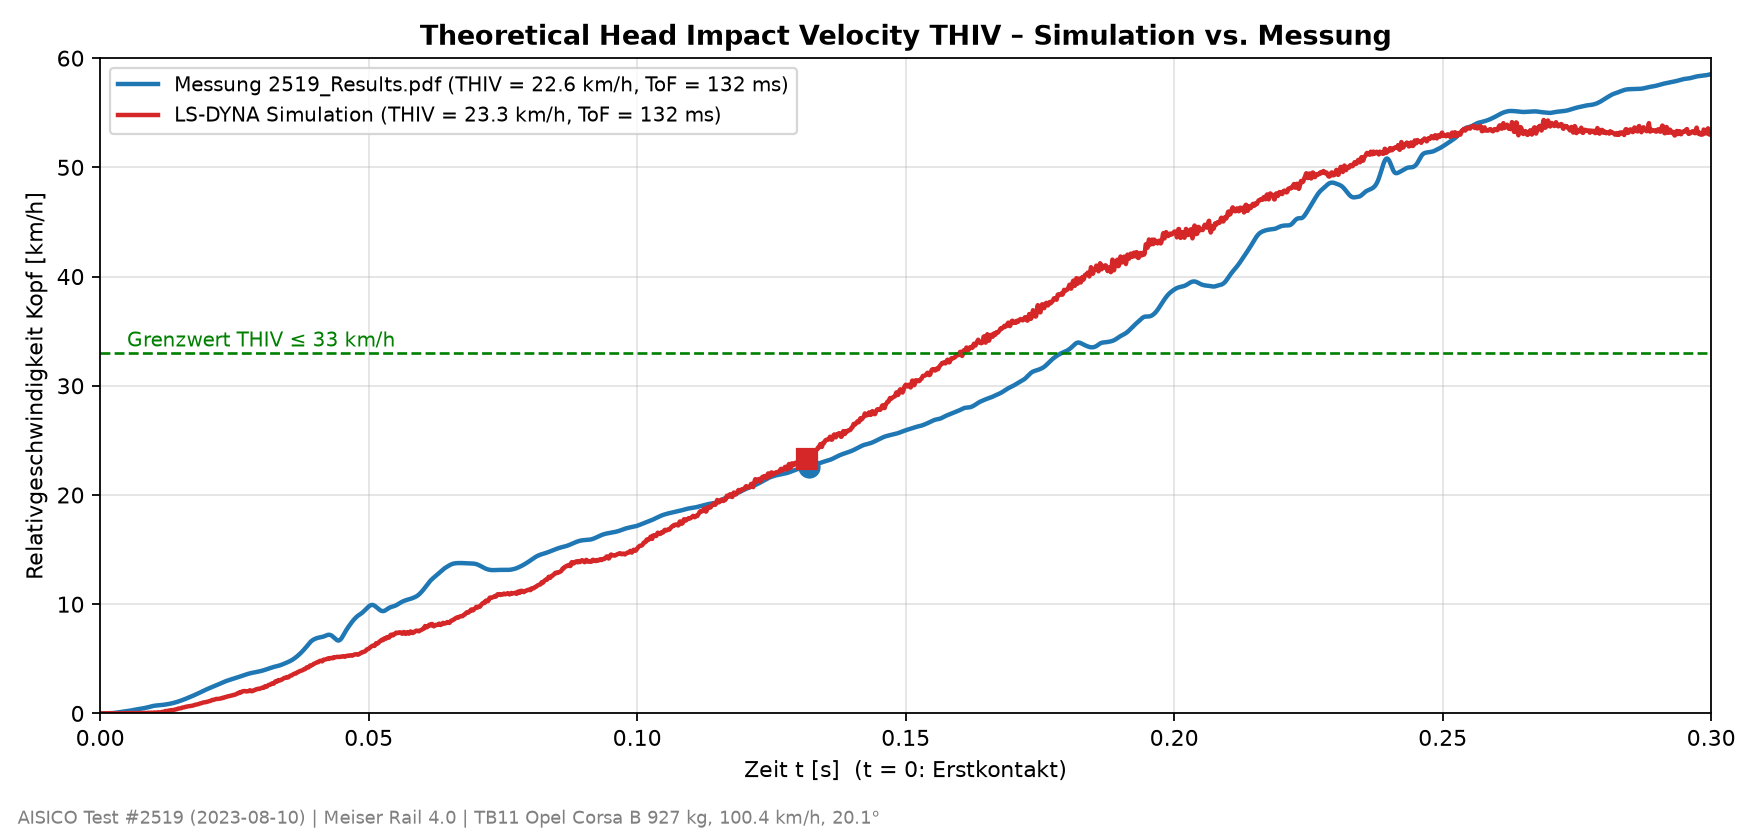 Theoretical Head Impact Velocity THIV – Simulation vs. Messung
Messung 2519_Results.pdf (THIV = 22.6 km/h, ToF = 132 ms)
LS-DYNA Simulation (THIV = 23.3 km/h, ToF = 132 ms)
Relativgeschwindigkeit Kopf [km/h]
60
50
40
30
20
10
0
Grenzwert THIV ≤ 33 km/h
0.00 0.05 0.10 0.15 0.20 0.25 0.30
Zeit t [s]  (t = 0: Erstkontakt)
AISICO Test #2519 (2023-08-10) | Meiser Rail 4.0 | TB11 Opel Corsa B 927 kg, 100.4 km/h, 20.1°